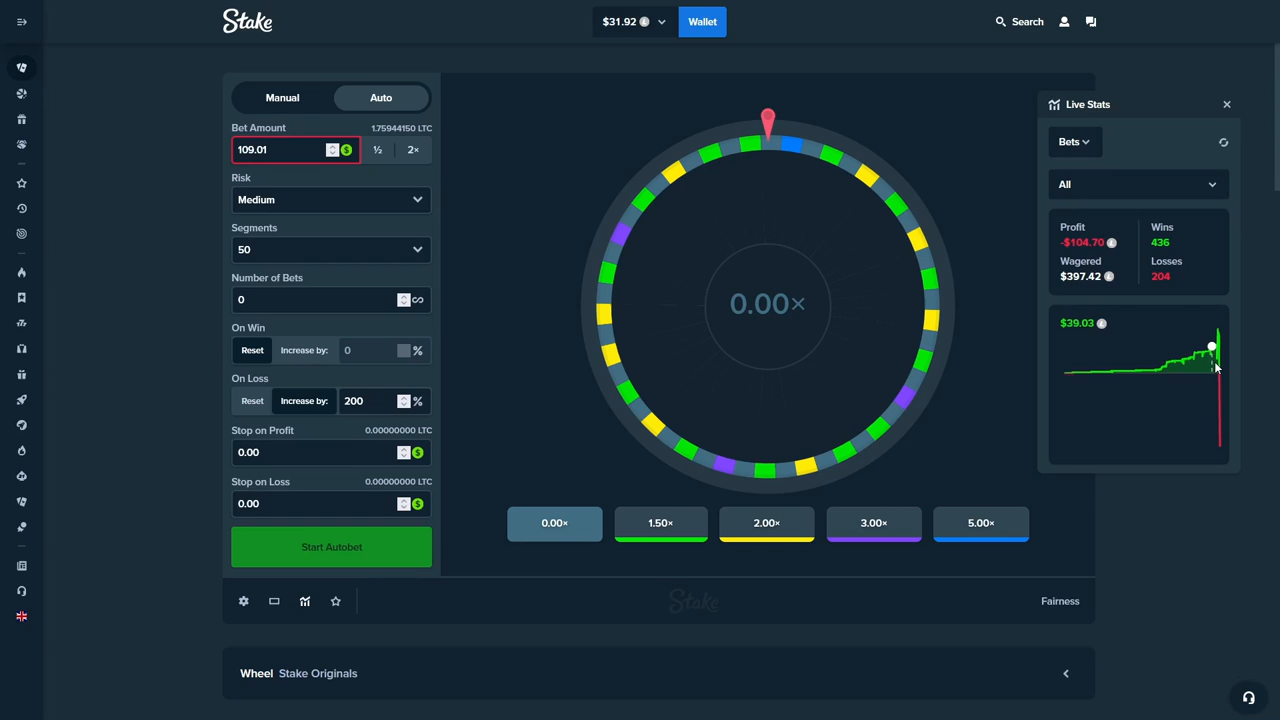 Stake
$31.92
Wallet
Search
Manual
Auto
Bet Amount
1.75944150 LTC
109.01
½
2×
Risk
Medium
Segments
50
Number of Bets
0
On Win
Reset
Increase by:
0
%
On Loss
Reset
Increase by:
200
%
Stop on Profit
0.00000000 LTC
0.00
Stop on Loss
0.00000000 LTC
0.00
Start Autobet
0.00×
0.00×
1.50×
2.00×
3.00×
5.00×
Live Stats
Bets
All
Profit
-$104.70
Wins
436
Wagered
$397.42
Losses
204
$39.03
Stake
Fairness
Wheel Stake Originals